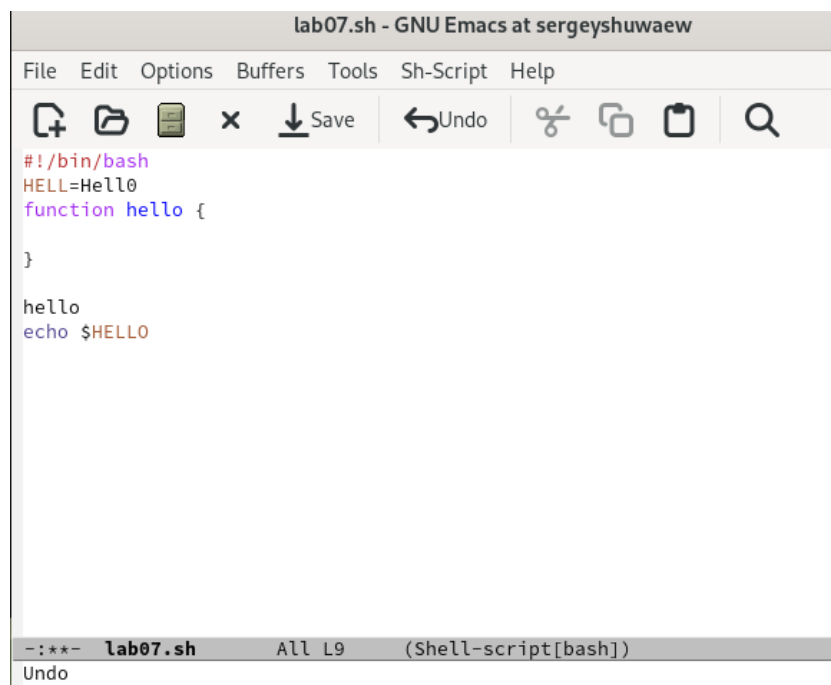 lab07.sh - GNU Emacs at sergeyshuwaew
File Edit Options Buffers Tools Sh-Script Help
Save Undo
#!/bin/bash
HELL=Hell0
function hello {
}
hello
echo $HELLO
-:**- lab07.sh All L9 (Shell-script[bash])
Undo